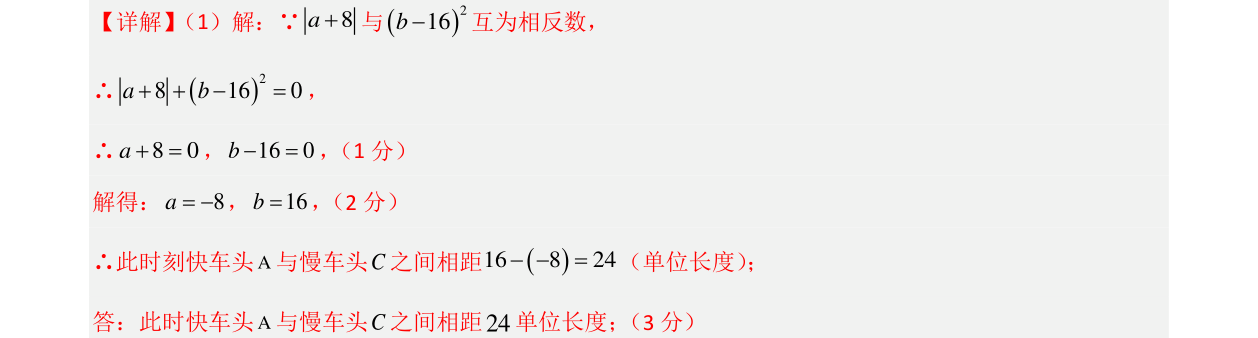 【详解】(1)解：∵|a+8|与(b−16)²互为相反数，
∴|a+8|+(b−16)²=0，
∴a+8=0，b−16=0，(1分)
解得：a=−8，b=16，(2分)
∴此时刻快车头A与慢车头C之间相距16−(−8)=24（单位长度）；
答：此时快车头A与慢车头C之间相距24单位长度；(3分)